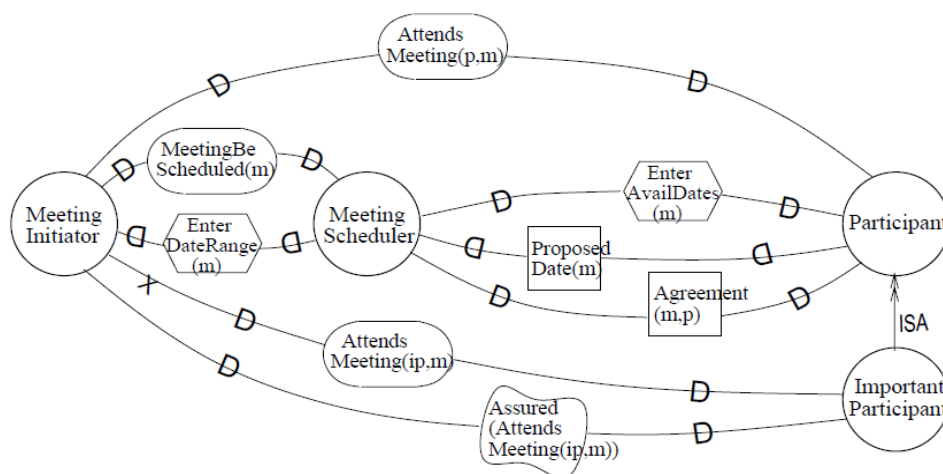 Attends
Meeting(p,m)
D
D
MeetingBe
Scheduled(m)
D
D
Meeting
Initiator
Enter
DateRange
(m)
D
D
Meeting
Scheduler
Enter
AvailDates
(m)
D
D
Participant
Proposed
Date(m)
D
D
Agreement
(m,p)
D
D
X
ISA
Attends
Meeting(ip,m)
D
D
Important
Participant
Assured
(Attends
Meeting(ip,m))
D
D